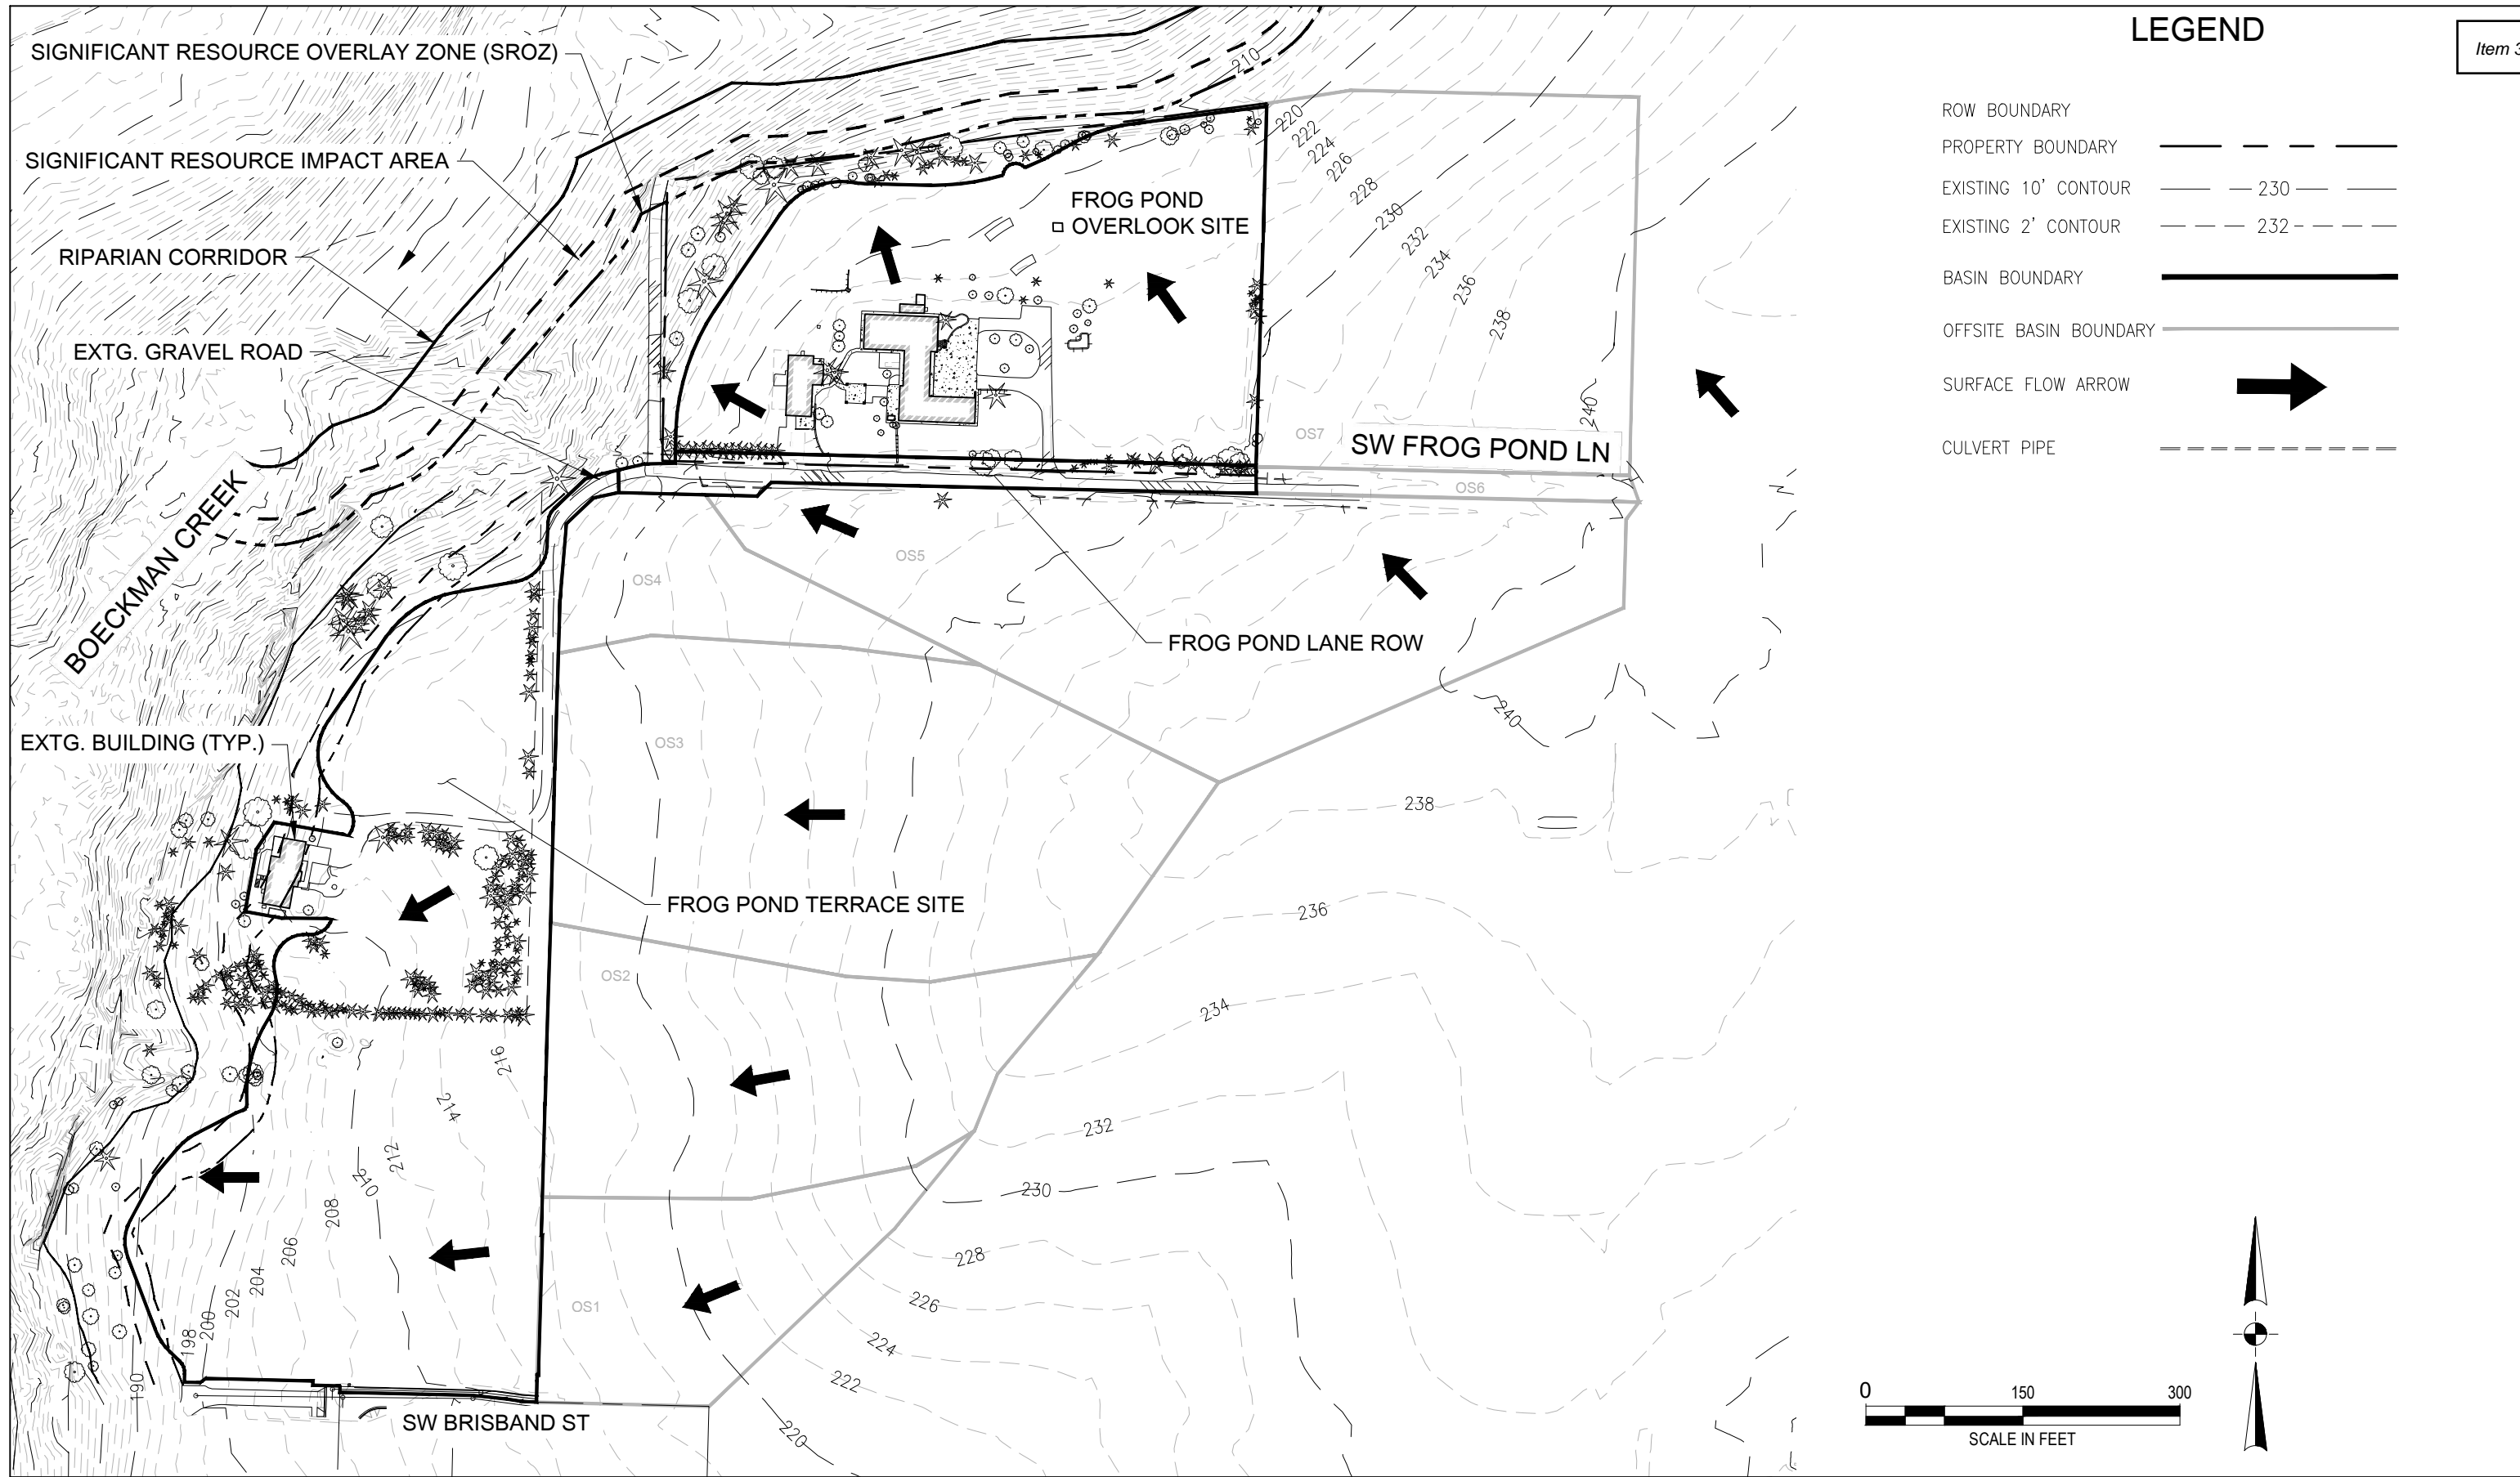 LEGEND
Item 3
SIGNIFICANT RESOURCE OVERLAY ZONE (SROZ)
SIGNIFICANT RESOURCE IMPACT AREA
RIPARIAN CORRIDOR
EXTG. GRAVEL ROAD
BOECKMAN CREEK
EXTG. BUILDING (TYP.)
FROG POND
OVERLOOK SITE
SW FROG POND LN
FROG POND LANE ROW
FROG POND TERRACE SITE
SW BRISBAND ST
OS7
OS6
OS5
OS4
OS3
OS2
OS1
210
220
222
224
226
228
230
232
234
236
238
240
240
238
236
234
232
230
228
226
224
222
220
216
214
212
210
208
206
204
202
200
198
190
ROW BOUNDARY
PROPERTY BOUNDARY
EXISTING 10' CONTOUR
230
EXISTING 2' CONTOUR
232
BASIN BOUNDARY
OFFSITE BASIN BOUNDARY
SURFACE FLOW ARROW
CULVERT PIPE
0 150 300
SCALE IN FEET